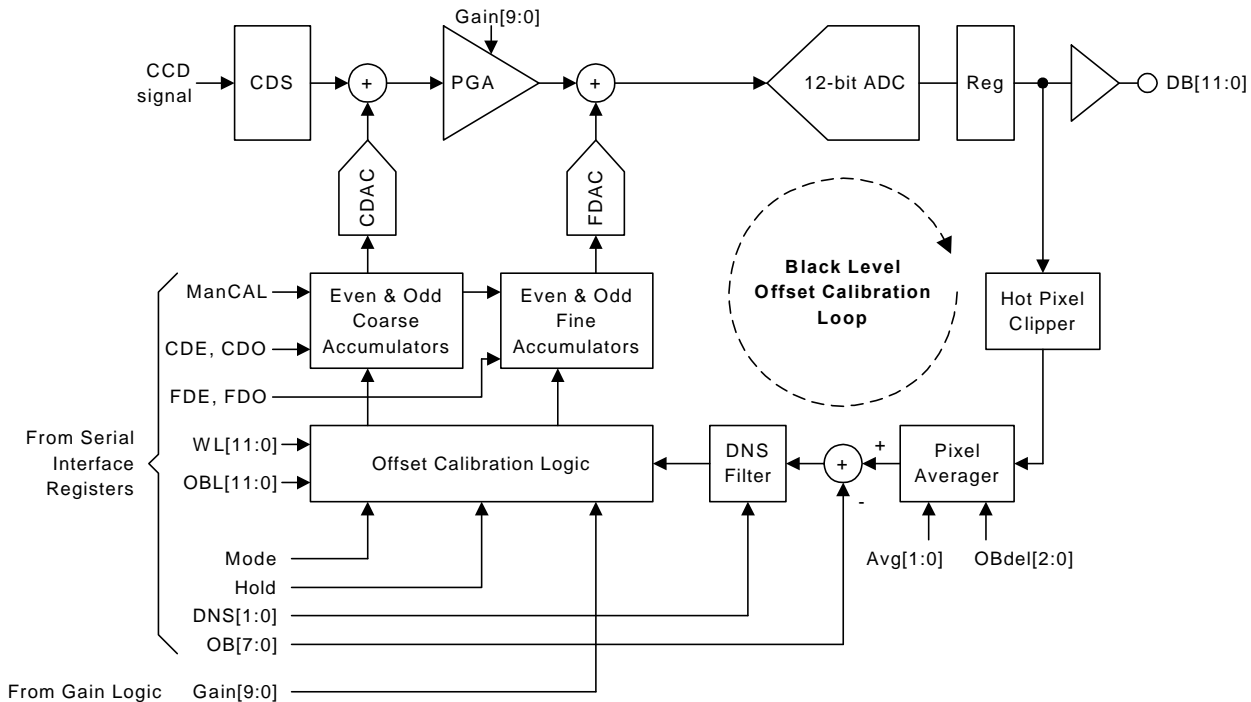 Gain[9:0]
CCD
signal
CDS
+
PGA
+
12-bit ADC
Reg
DB[11:0]
CDAC
FDAC
Black Level
Offset Calibration
Loop
ManCAL
Even & Odd
Coarse
Accumulators
Even & Odd
Fine
Accumulators
Hot Pixel
Clipper
CDE, CDO
FDE, FDO
From Serial
Interface
Registers
WL[11:0]
OBL[11:0]
Offset Calibration Logic
DNS
Filter
+
+
-
Pixel
Averager
Avg[1:0]
OBdel[2:0]
Mode
Hold
DNS[1:0]
OB[7:0]
From Gain Logic
Gain[9:0]